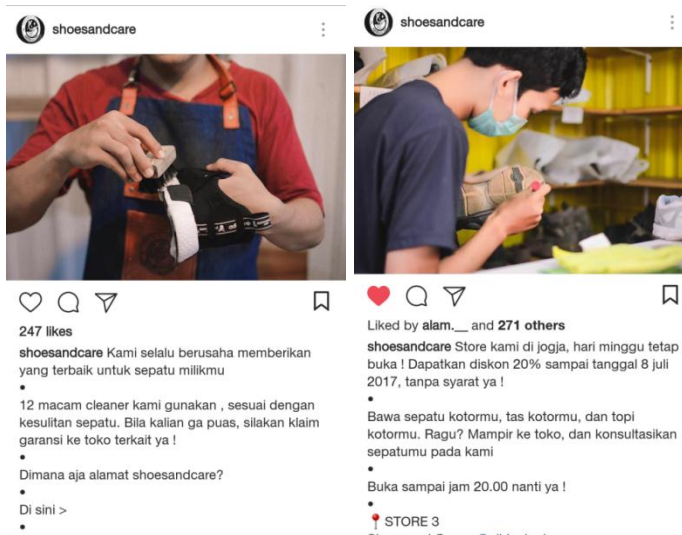 shoesandcare
247 likes
shoesandcare Kami selalu berusaha memberikan
yang terbaik untuk sepatu milikmu
•
12 macam cleaner kami gunakan , sesuai dengan
kesulitan sepatu. Bila kalian ga puas, silakan klaim
garansi ke toko terkait ya !
•
Dimana aja alamat shoesandcare?
•
Di sini >
•
shoesandcare
Liked by alam.__ and 271 others
shoesandcare Store kami di jogja, hari minggu tetap
buka ! Dapatkan diskon 20% sampai tanggal 8 juli
2017, tanpa syarat ya !
•
Bawa sepatu kotormu, tas kotormu, dan topi
kotormu. Ragu? Mampir ke toko, dan konsultasikan
sepatumu pada kami
•
Buka sampai jam 20.00 nanti ya !
•
📍STORE 3